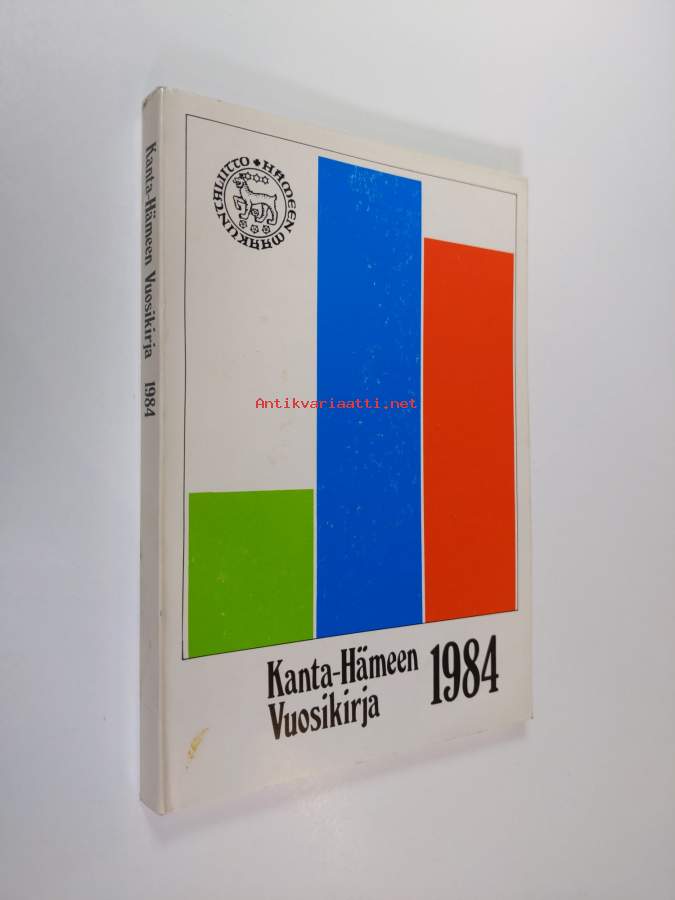 Kanta-Hämeen Vuosikirja 1984
HÄMEEN MAAKUNTALIITTO
Antikvariaatti.net
Kanta-Hämeen
Vuosikirja
1984